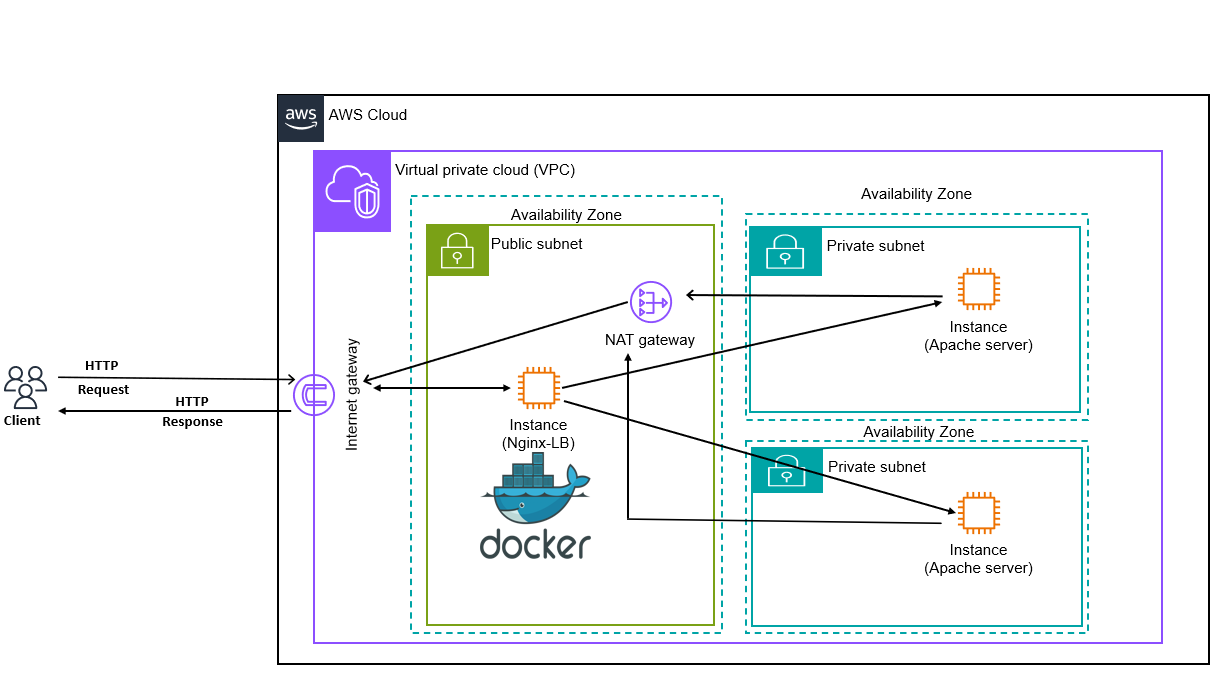 aws
AWS Cloud
Virtual private cloud (VPC)
Availability Zone
Availability Zone
Public subnet
Private subnet
NAT gateway
Instance
(Apache server)
Internet gateway
HTTP
Request
HTTP
Response
Client
Instance
(Nginx-LB)
docker
Availability Zone
Private subnet
Instance
(Apache server)